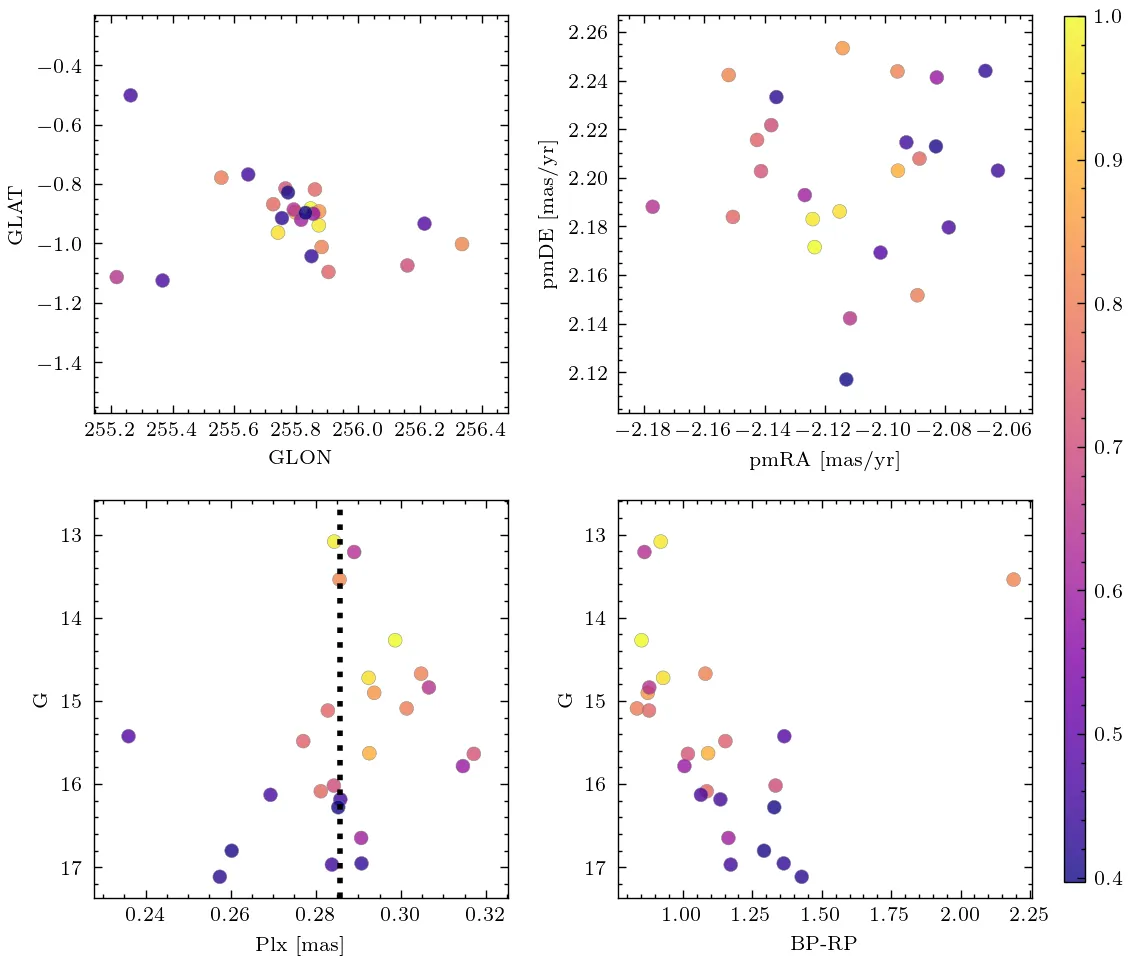 −0.4
−0.6
−0.8
−1.0
−1.2
−1.4
GLAT
255.2 255.4 255.6 255.8 256.0 256.2 256.4
GLON
2.26
2.24
2.22
2.20
2.18
2.16
2.14
2.12
pmDE [mas/yr]
−2.18 −2.16 −2.14 −2.12 −2.10 −2.08 −2.06
pmRA [mas/yr]
13
14
15
16
17
G
0.24 0.26 0.28 0.30 0.32
Plx [mas]
13
14
15
16
17
G
1.00 1.25 1.50 1.75 2.00 2.25
BP-RP
1.0
0.9
0.8
0.7
0.6
0.5
0.4